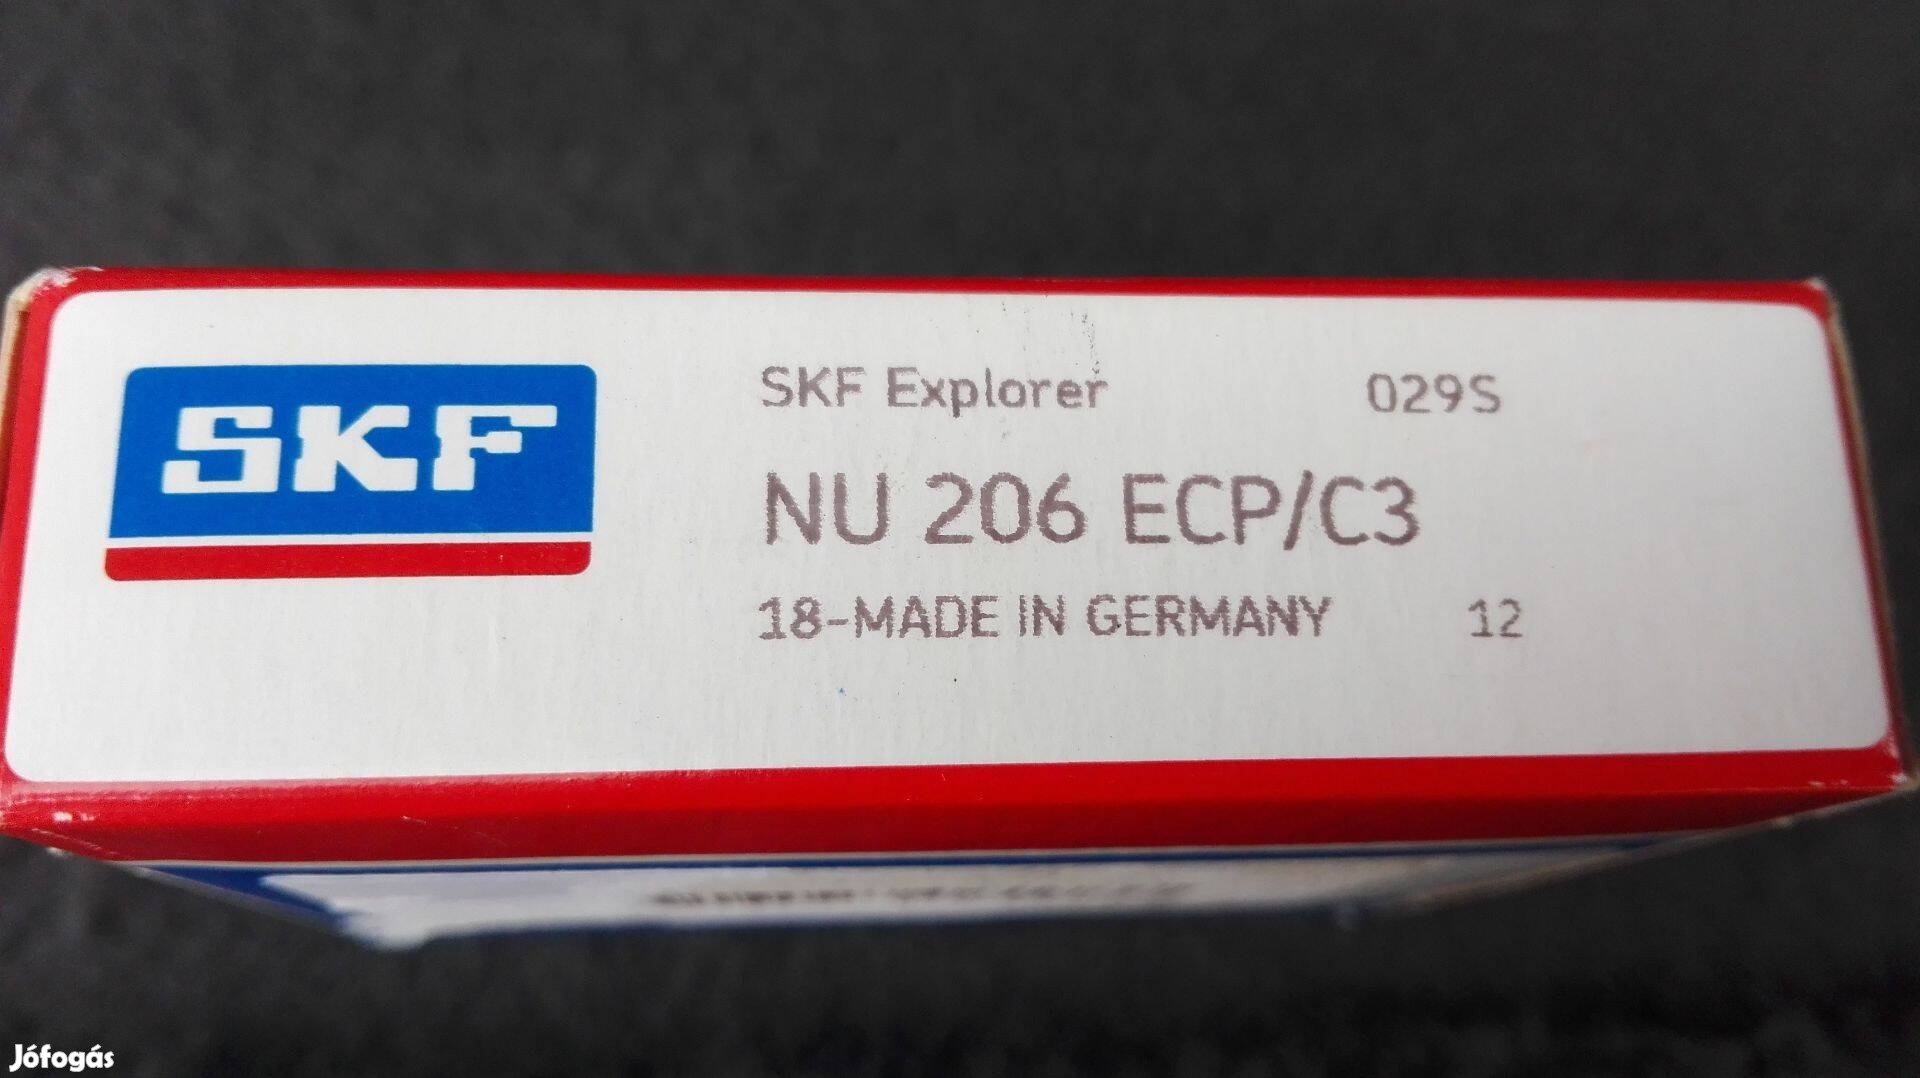 SKF
SKF Explorer 029S
NU 206 ECP/C3
18-MADE IN GERMANY 12
Jófogás